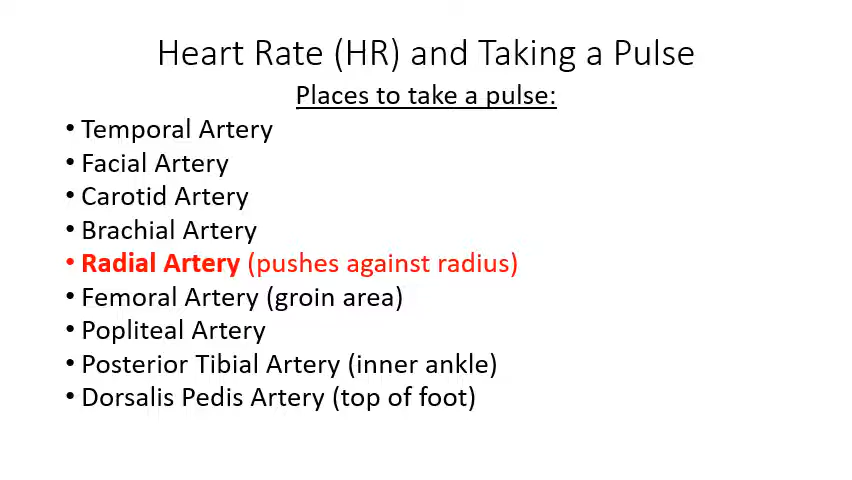 Heart Rate (HR) and Taking a Pulse
Places to take a pulse:
• Temporal Artery
• Facial Artery
• Carotid Artery
• Brachial Artery
• Radial Artery (pushes against radius)
• Femoral Artery (groin area)
• Popliteal Artery
• Posterior Tibial Artery (inner ankle)
• Dorsalis Pedis Artery (top of foot)